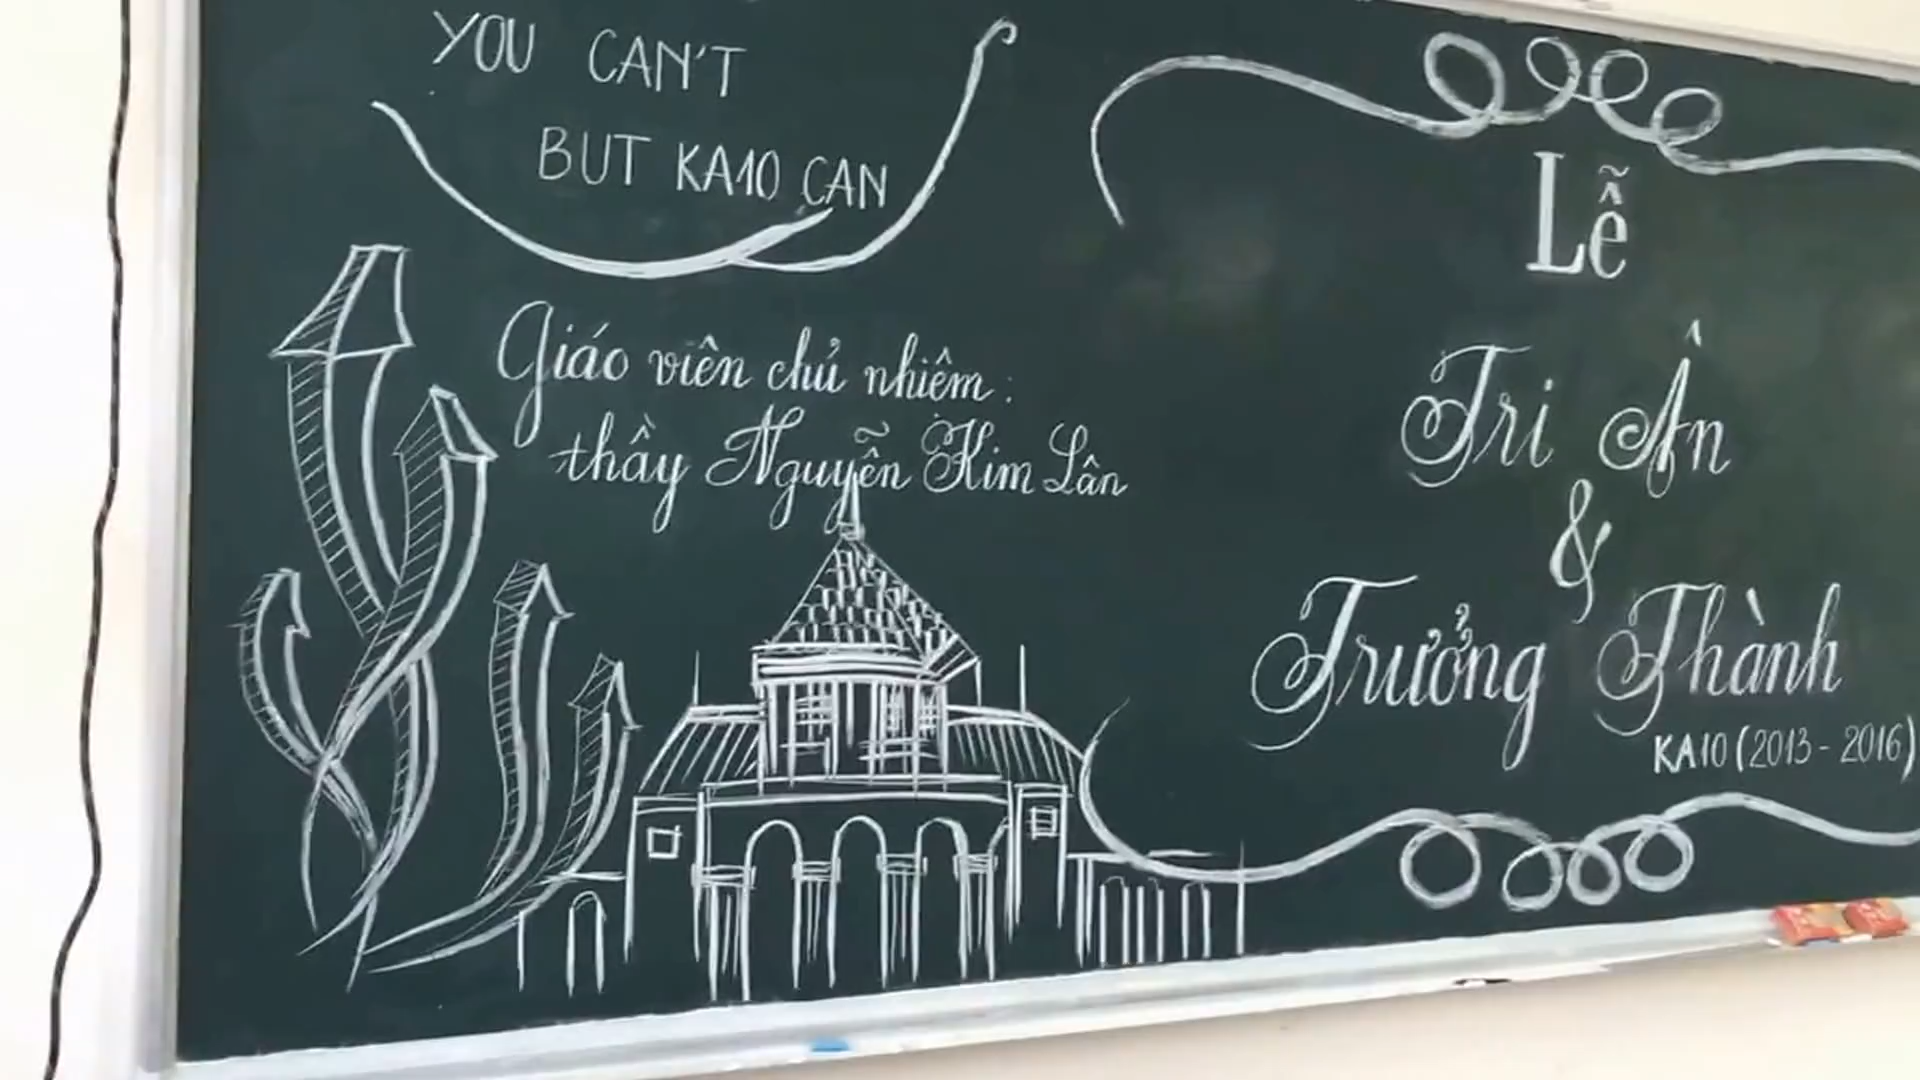 YOU CAN'T
BUT KA10 CAN
Giáo viên chủ nhiệm:
thầy Nguyễn Kim Lân
Lễ
Tri Ân
&
Trưởng Thành
KA10 (2013 - 2016)